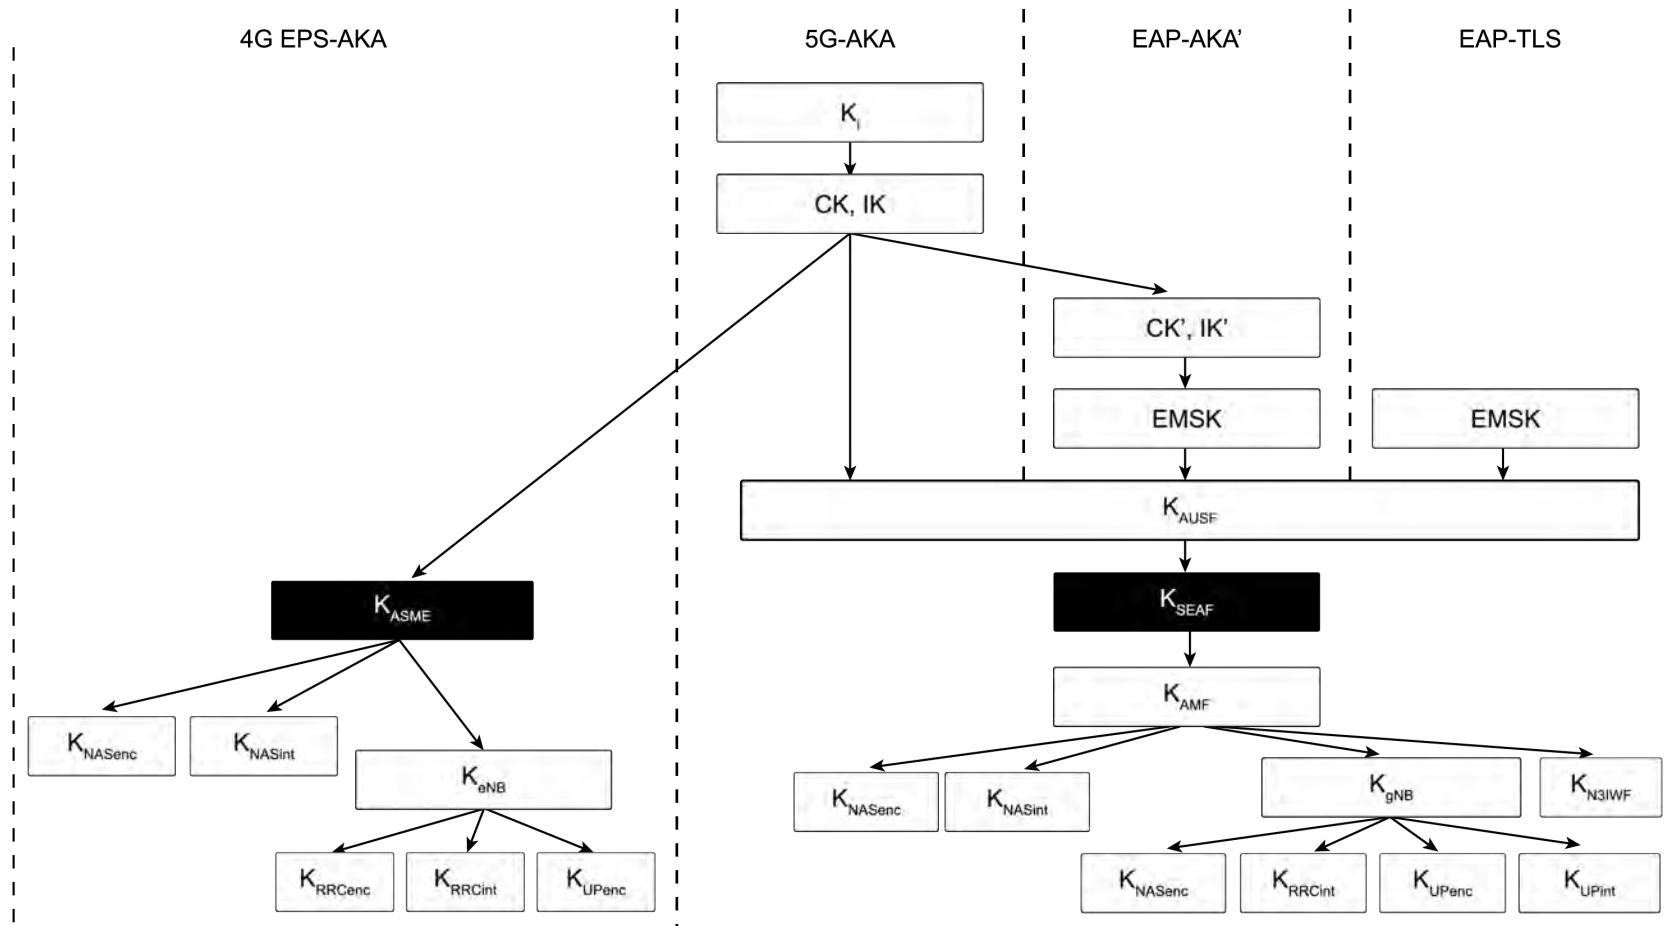 4G EPS-AKA
5G-AKA
EAP-AKA’
EAP-TLS
Ki
CK, IK
CK’, IK’
EMSK
EMSK
KAUSF
KASME
KSEAF
KAMF
KNASenc
KNASint
KeNB
KRRCenc
KRRCint
KUPenc
KNASenc
KNASint
KgNB
KN3IWF
KNASenc
KRRCint
KUPenc
KUPint